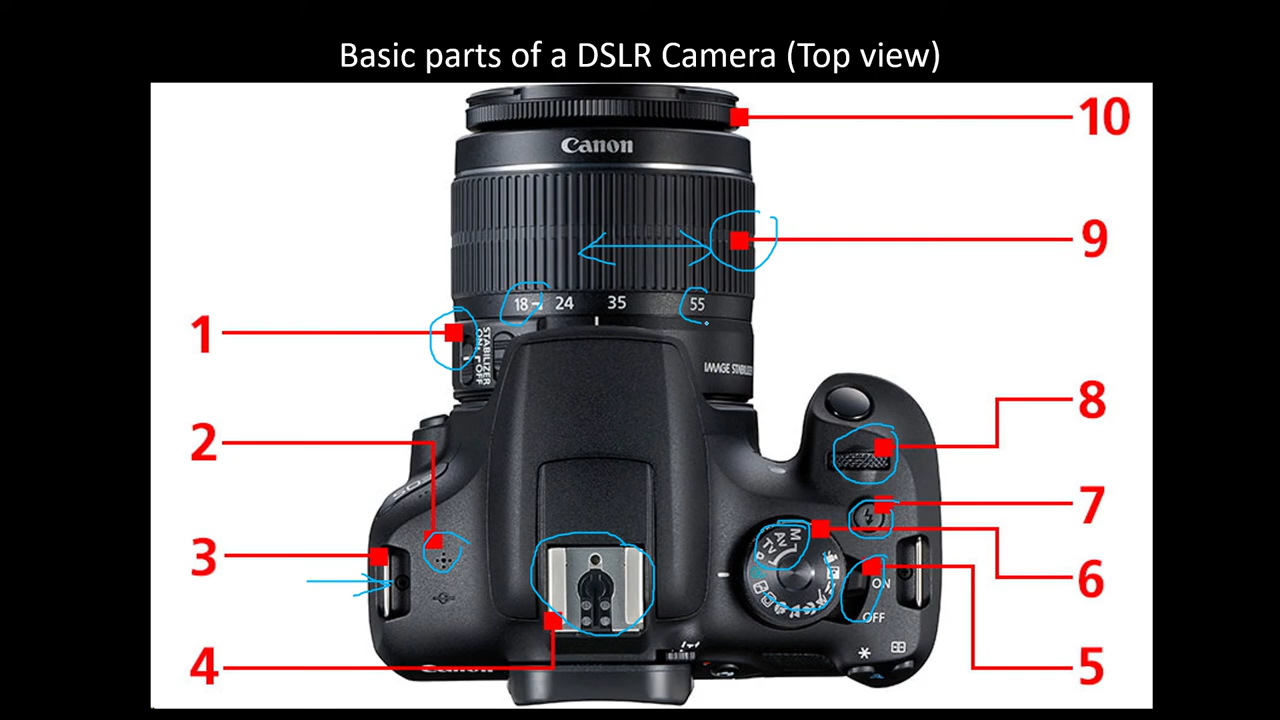 Basic parts of a DSLR Camera (Top view)
10
Canon
9
18 24 35 55
1
STABILIZER
ON OFF
IMAGE STABILIZER
8
2
7
M
Av
Tv
P
3
6
ON
OFF
4
5
Canon